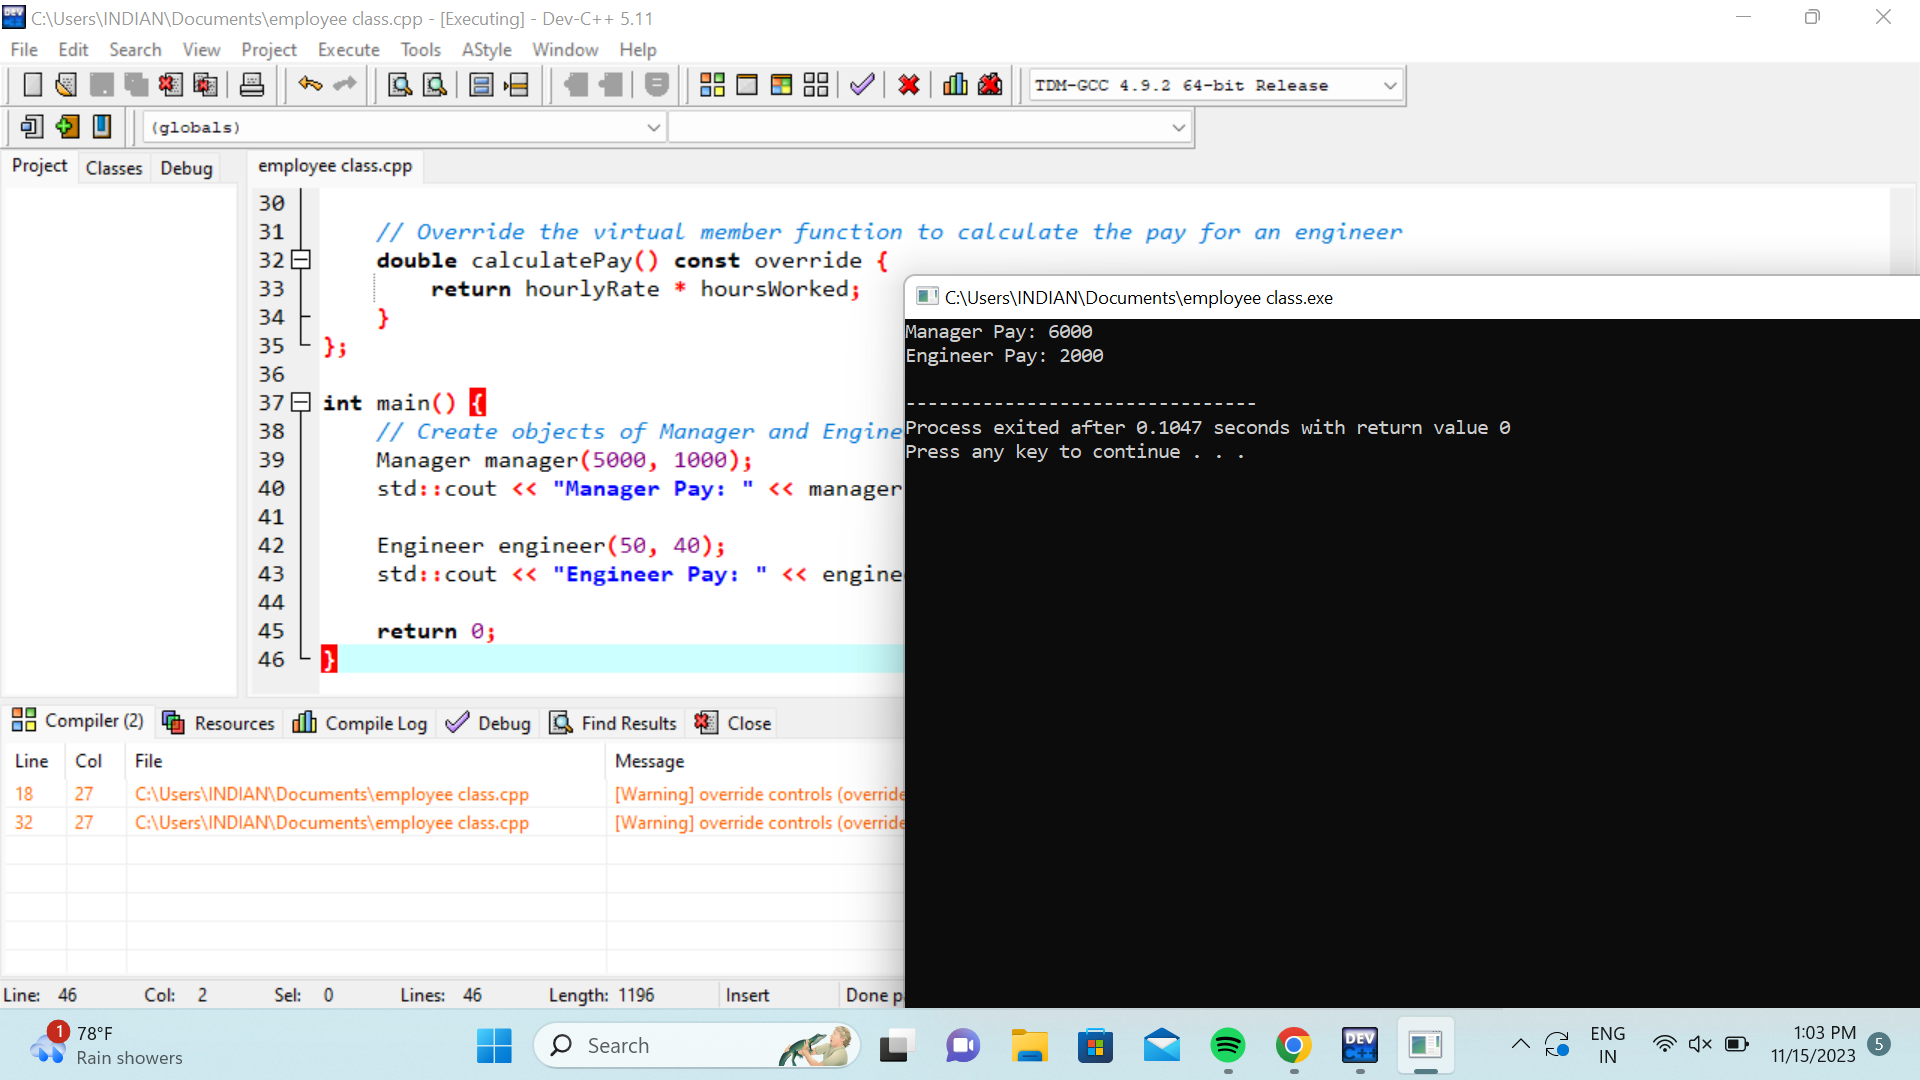 C:\Users\INDIAN\Documents\employee class.cpp - [Executing] - Dev-C++ 5.11
File Edit Search View Project Execute Tools AStyle Window Help
TDM-GCC 4.9.2 64-bit Release
(globals)
Project Classes Debug
employee class.cpp
30
31 // Override the virtual member function to calculate the pay for an engineer
32 double calculatePay() const override {
33 return hourlyRate * hoursWorked;
34 }
35 };
36
37 int main() {
38 // Create objects of Manager and Engine
39 Manager manager(5000, 1000);
40 std::cout << "Manager Pay: " << manager
41
42 Engineer engineer(50, 40);
43 std::cout << "Engineer Pay: " << engine
44
45 return 0;
46 }
C:\Users\INDIAN\Documents\employee class.exe
Manager Pay: 6000
Engineer Pay: 2000
--------------------------------
Process exited after 0.1047 seconds with return value 0
Press any key to continue . . .
Compiler (2) Resources Compile Log Debug Find Results Close
Line Col File Message
18 27 C:\Users\INDIAN\Documents\employee class.cpp [Warning] override controls (override
32 27 C:\Users\INDIAN\Documents\employee class.cpp [Warning] override controls (override
Line: 46 Col: 2 Sel: 0 Lines: 46 Length: 1196 Insert Done p
1
78°F
Rain showers
Search
DEV
C++
ENG
IN
1:03 PM
11/15/2023
5